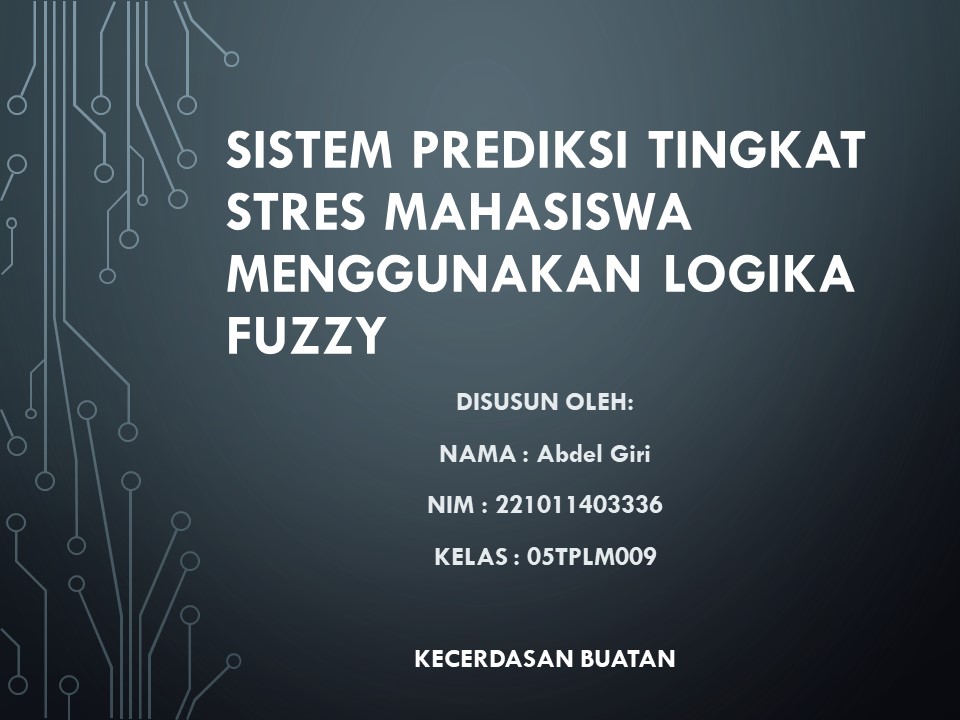 SISTEM PREDIKSI TINGKAT
STRES MAHASISWA
MENGGUNAKAN LOGIKA
FUZZY
DISUSUN OLEH:
NAMA : Abdel Giri
NIM : 221011403336
KELAS : 05TPLM009
KECERDASAN BUATAN